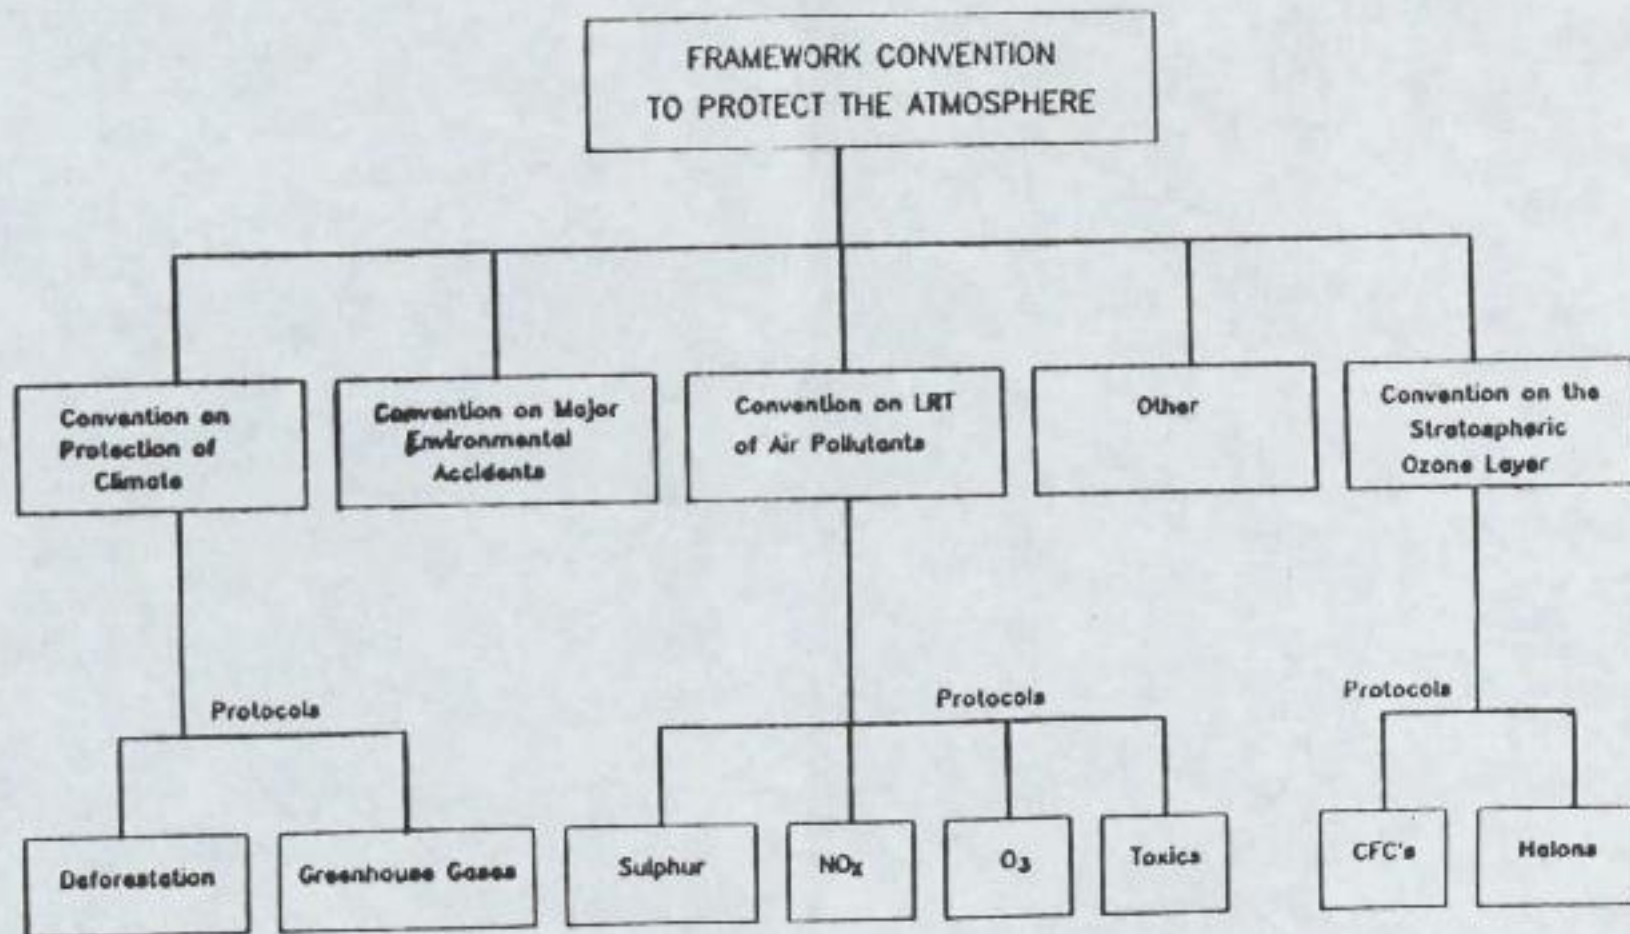 FRAMEWORK CONVENTION
TO PROTECT THE ATMOSPHERE
Convention on
Protection of
Climate
Convention on Major
Environmental
Accidents
Convention on LRT
of Air Pollutants
Other
Convention on the
Stratospheric
Ozone Layer
Protocols
Protocols
Protocols
Deforestation
Greenhouse Gases
Sulphur
NOx
O3
Toxics
CFC's
Halons